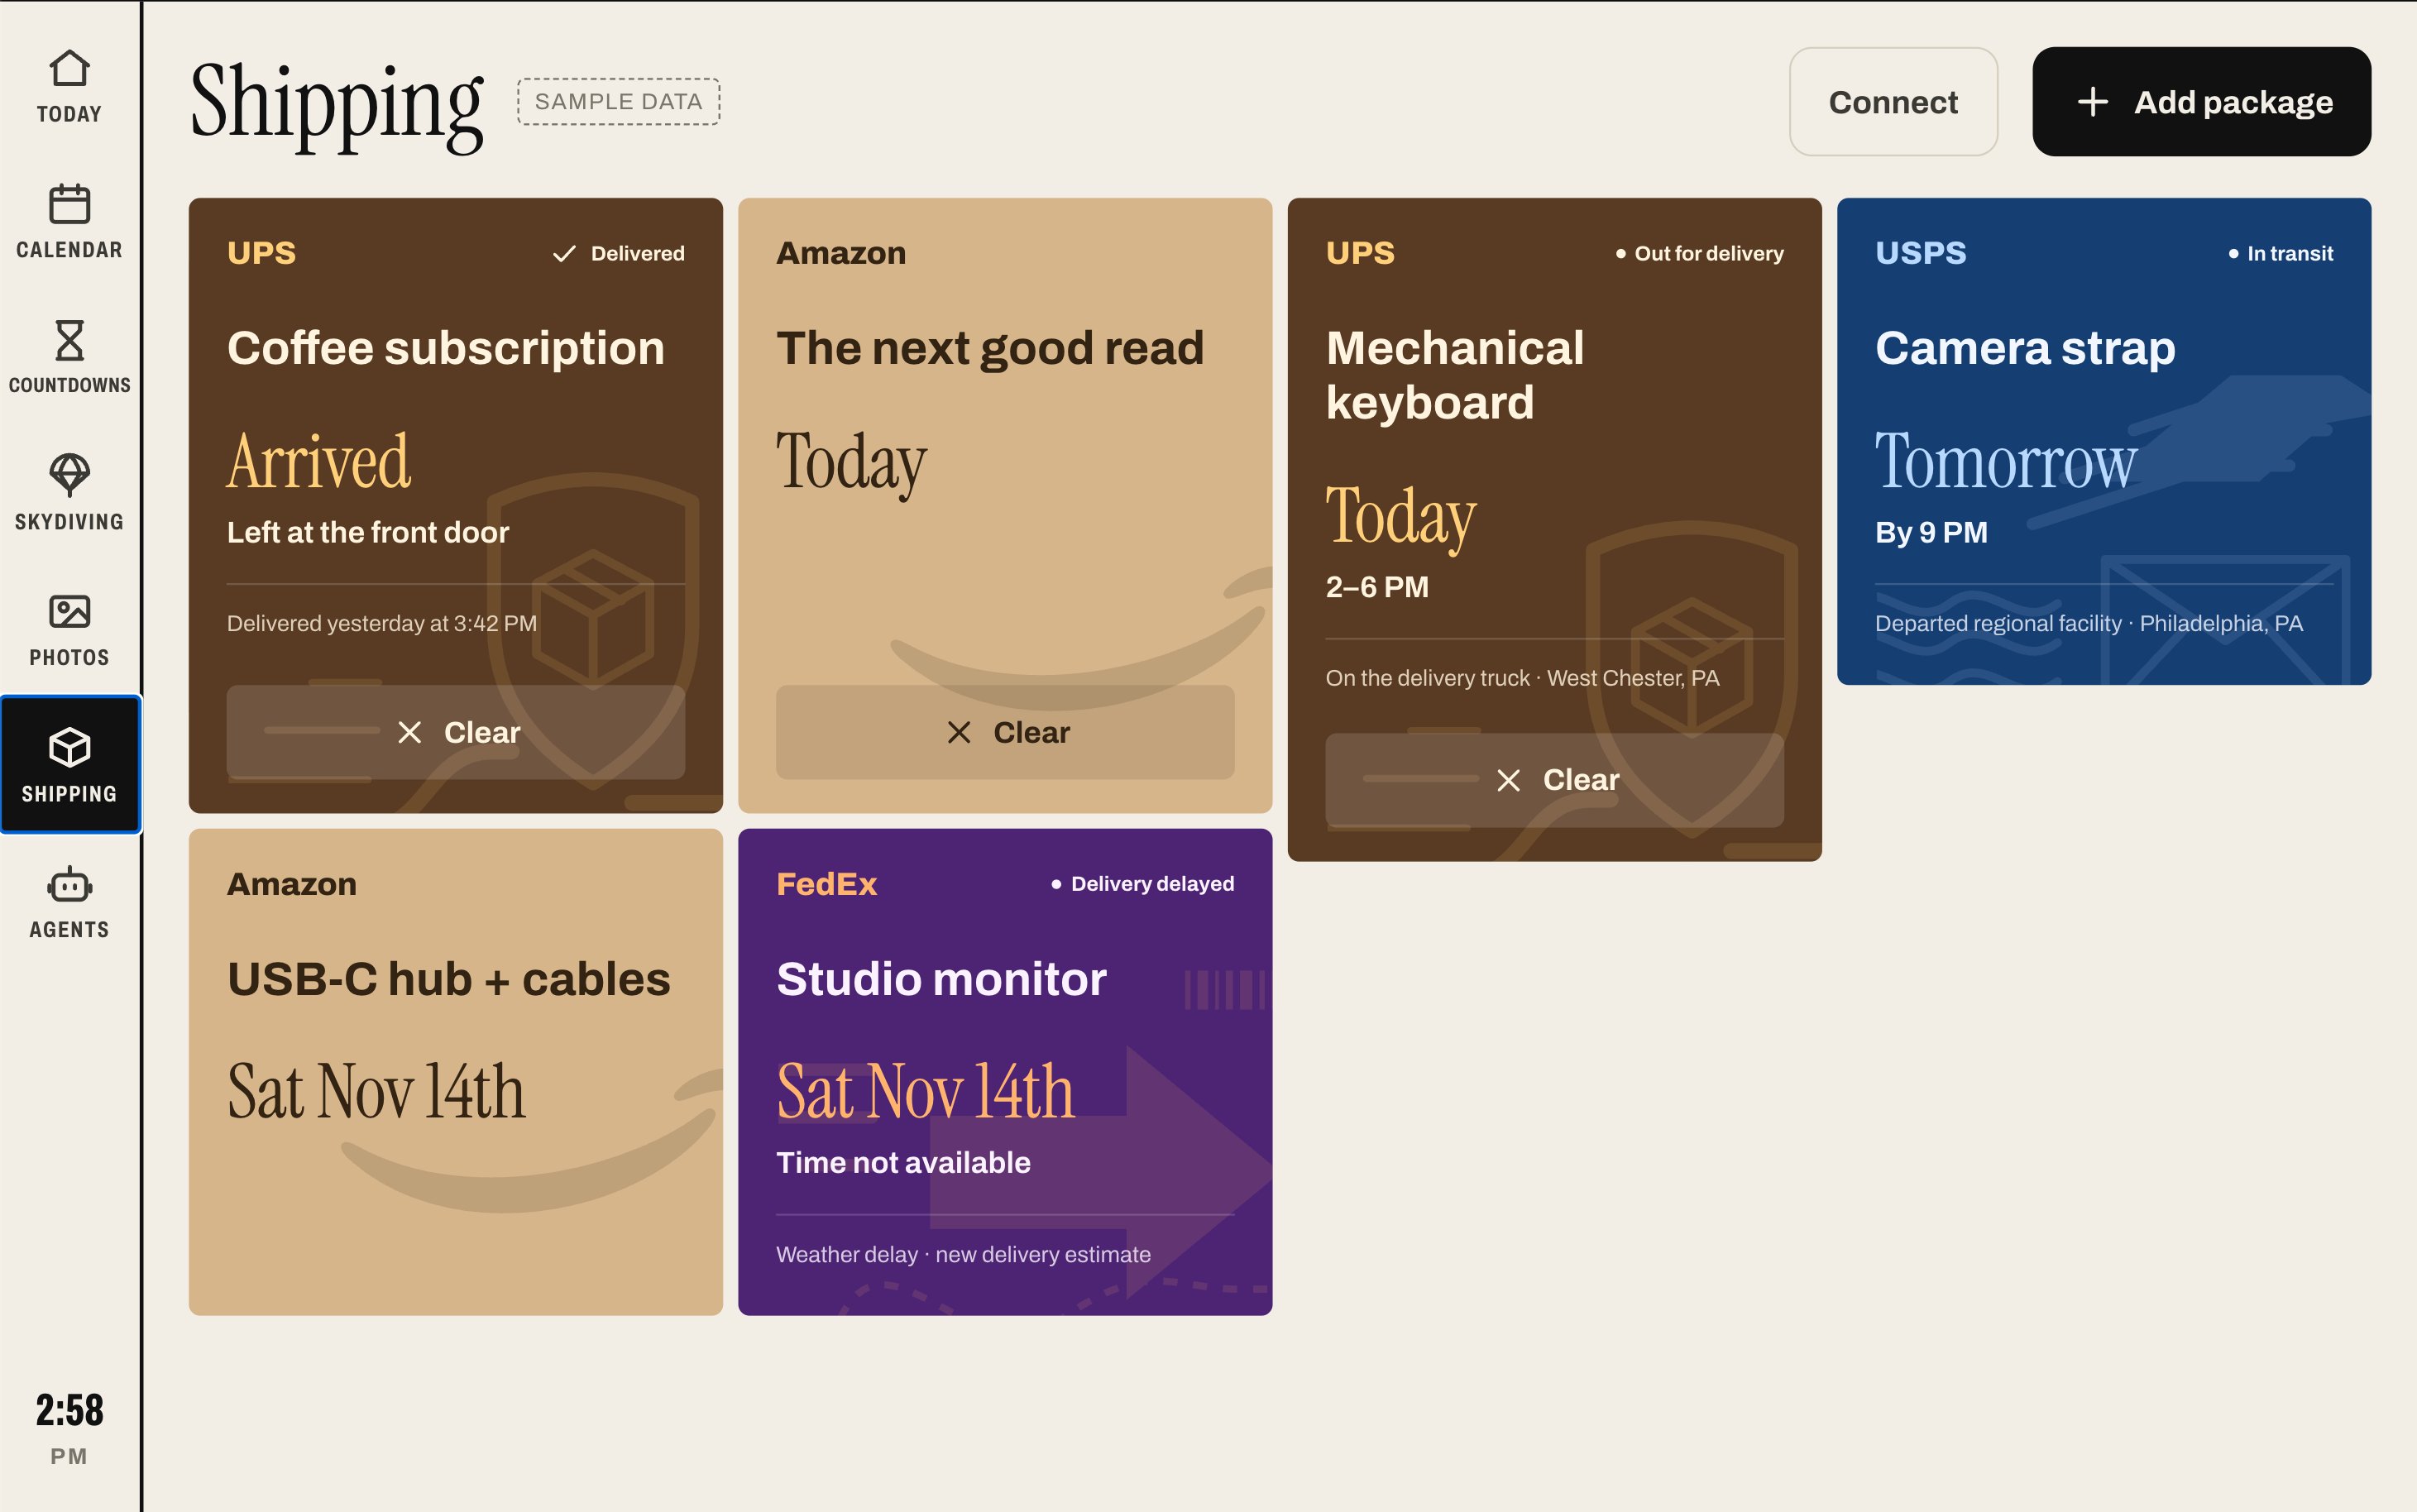 TODAY
CALENDAR
COUNTDOWNS
SKYDIVING
PHOTOS
SHIPPING
AGENTS
2:58
PM
Shipping
SAMPLE DATA
Connect
Add package
UPS
Delivered
Coffee subscription
Arrived
Left at the front door
Delivered yesterday at 3:42 PM
Clear
Amazon
The next good read
Today
Clear
UPS
Out for delivery
Mechanical
keyboard
Today
2–6 PM
On the delivery truck · West Chester, PA
Clear
USPS
In transit
Camera strap
Tomorrow
By 9 PM
Departed regional facility · Philadelphia, PA
Amazon
USB-C hub + cables
Sat Nov 14th
FedEx
Delivery delayed
Studio monitor
Sat Nov 14th
Time not available
Weather delay · new delivery estimate